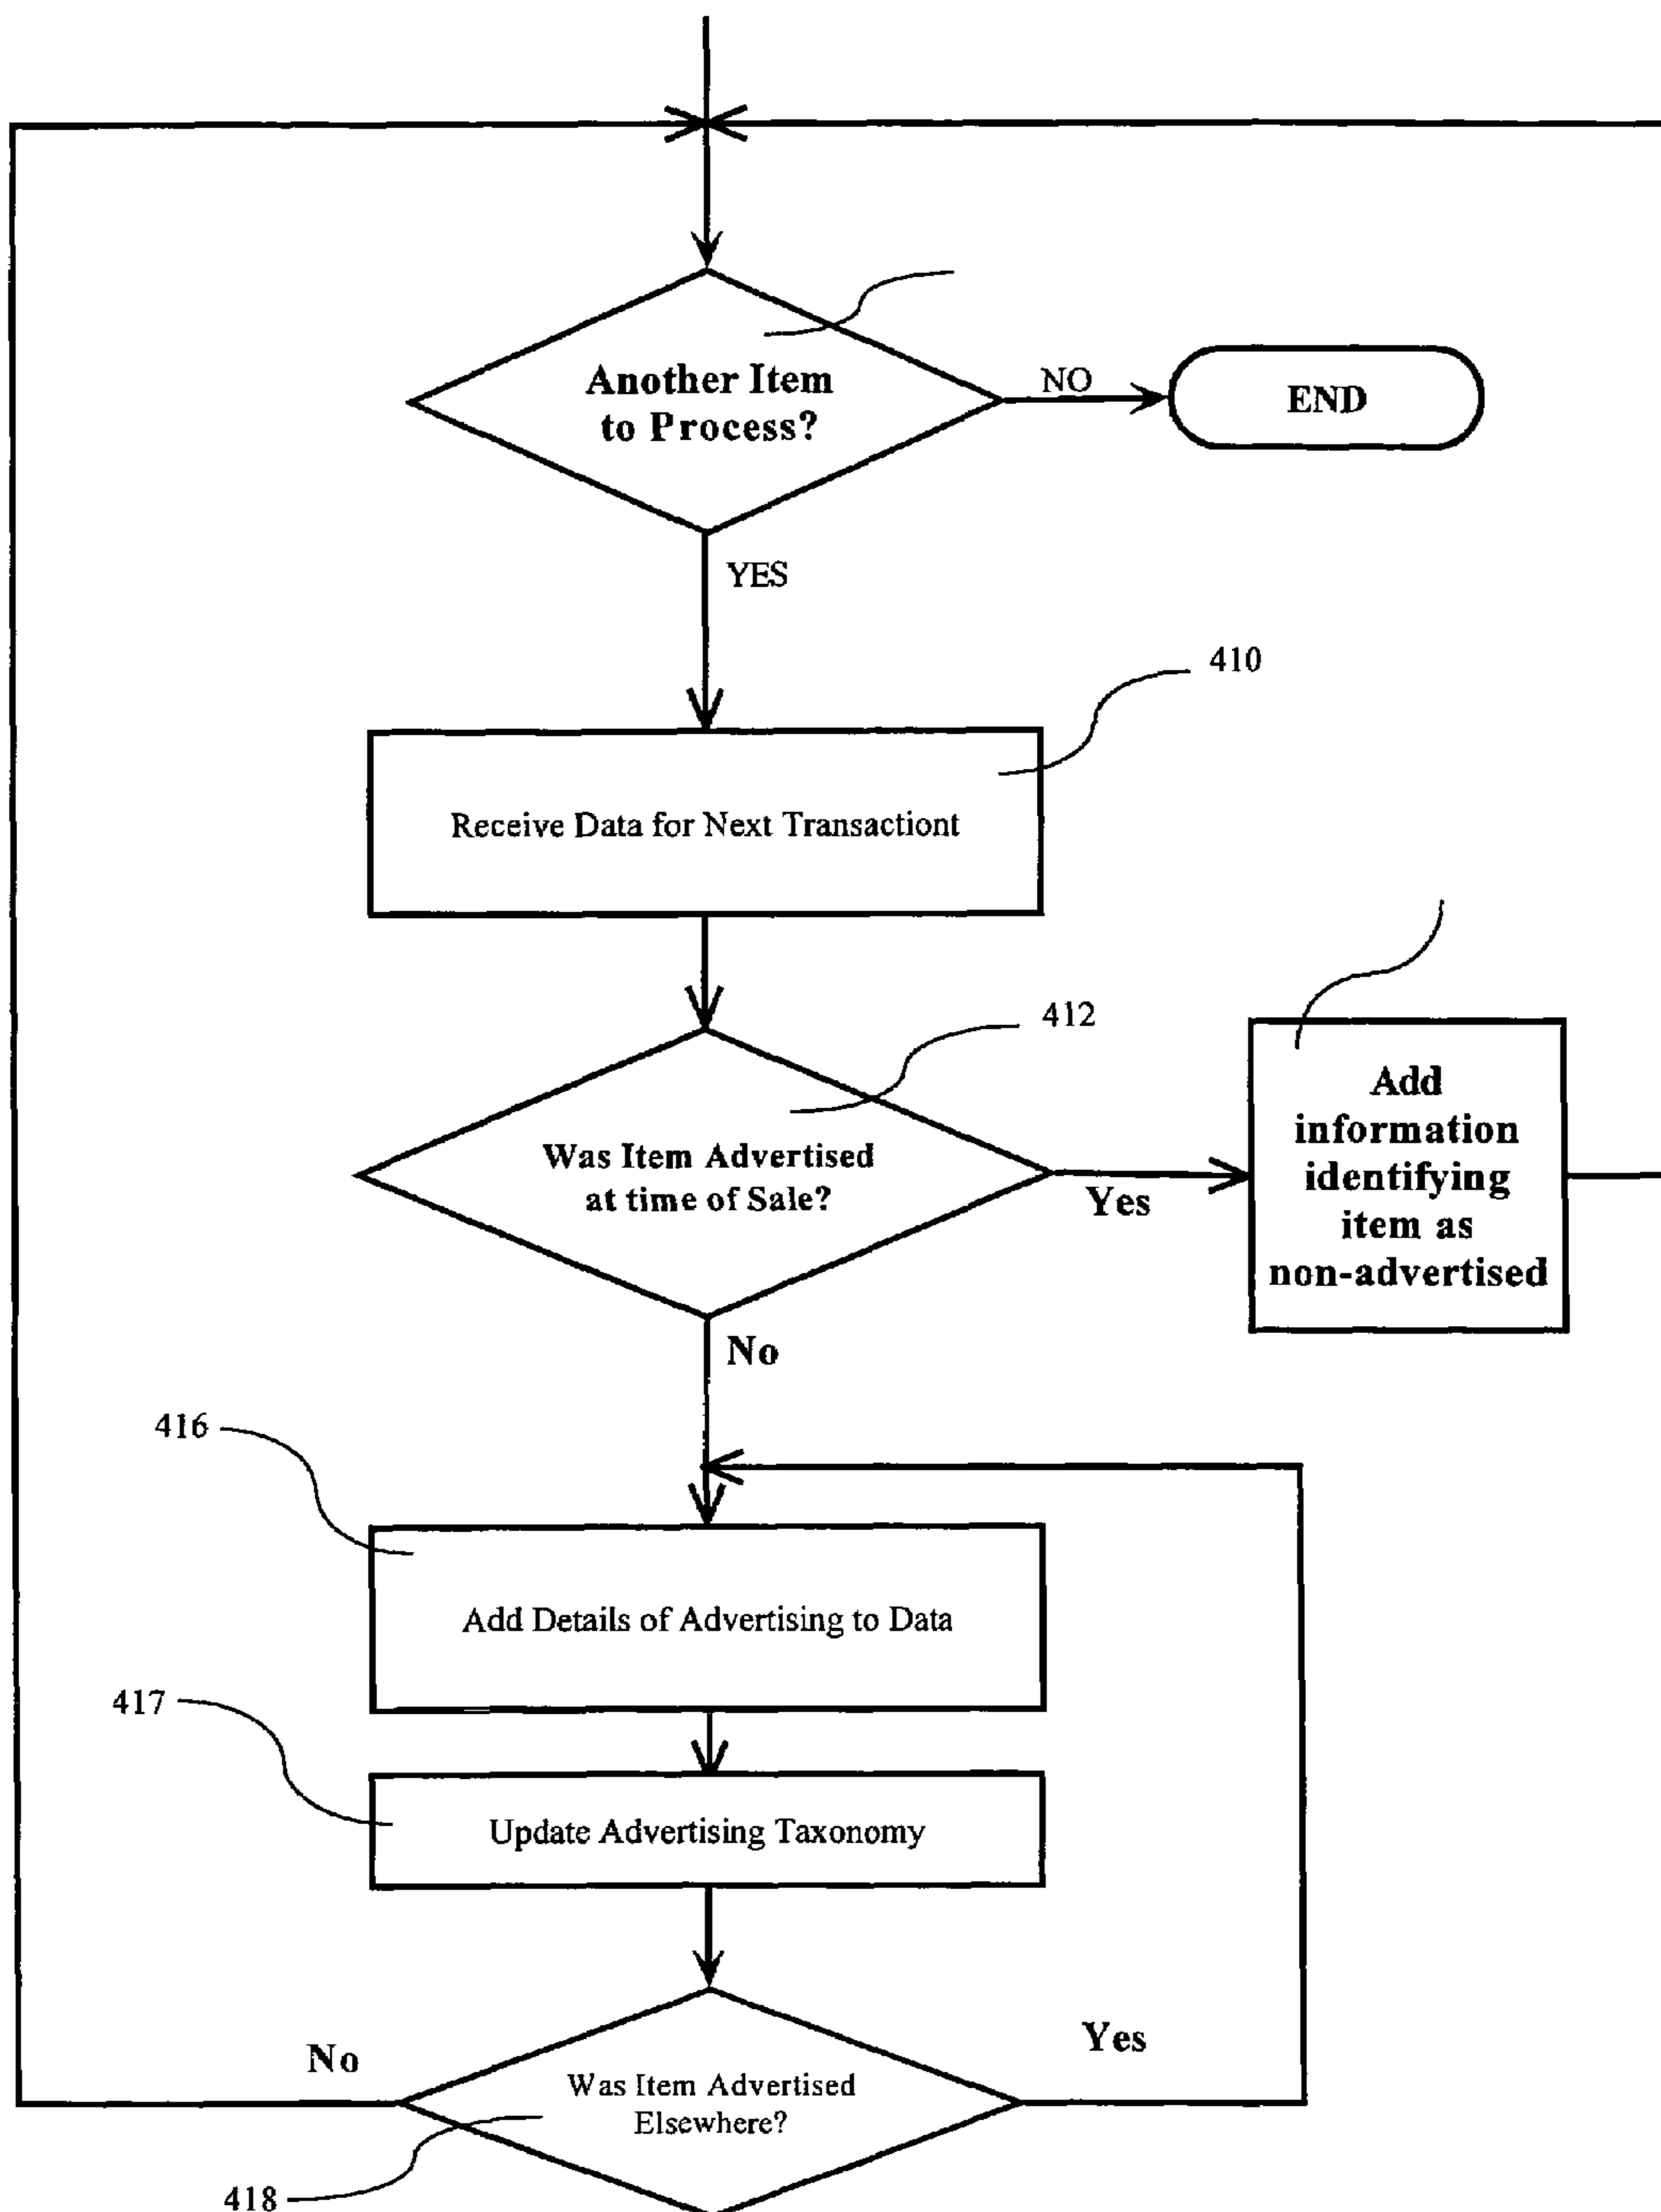 Another Item
to Process?
NO
END
YES
410
Receive Data for Next Transactiont
412
Was Item Advertised
at time of Sale?
Yes
Add
information
identifying
item as
non-advertised
No
416
Add Details of Advertising to Data
417
Update Advertising Taxonomy
No
Yes
Was Item Advertised
Elsewhere?
418